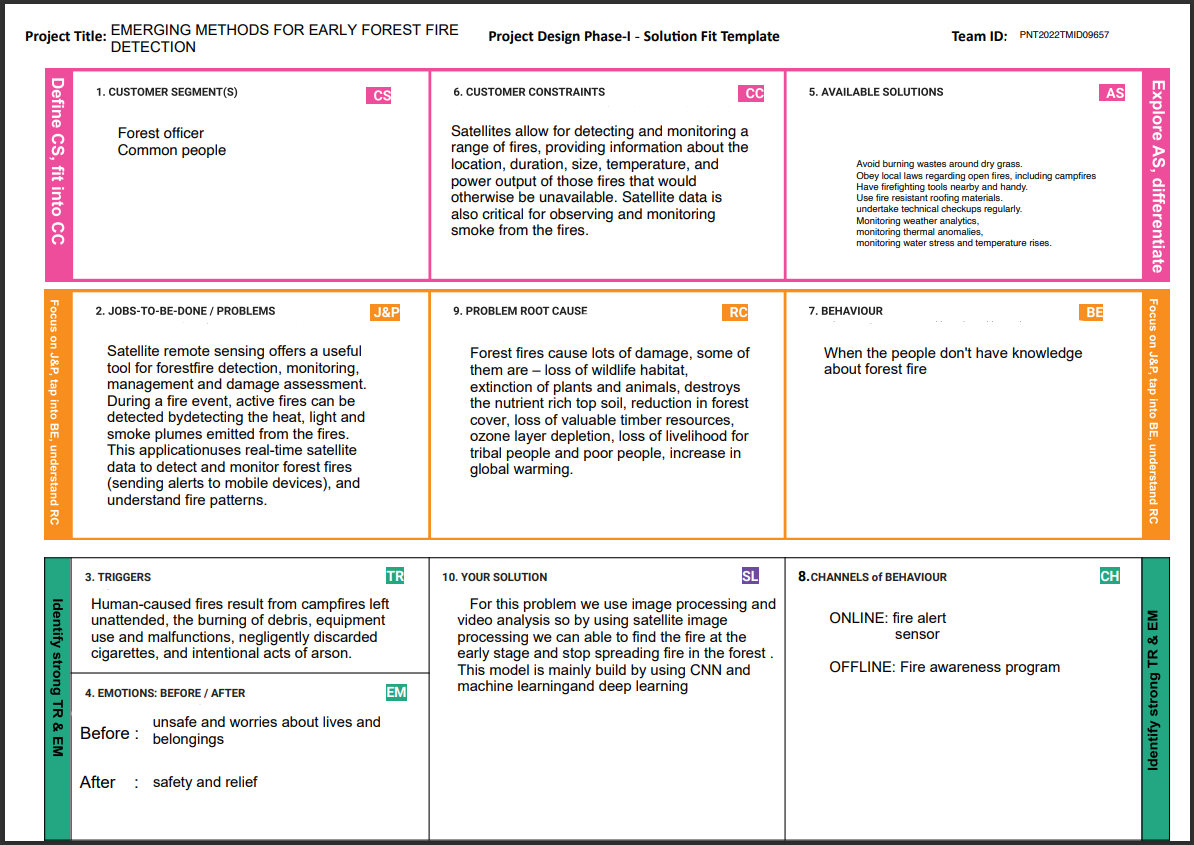 Project Title: EMERGING METHODS FOR EARLY FOREST FIRE
DETECTION
Project Design Phase-I - Solution Fit Template
Team ID: PNT2022TMID09657
Define CS, fit into CC
1. CUSTOMER SEGMENT(S)
CS
Forest officer
Common people
6. CUSTOMER CONSTRAINTS
CC
Satellites allow for detecting and monitoring a
range of fires, providing information about the
location, duration, size, temperature, and
power output of those fires that would
otherwise be unavailable. Satellite data is
also critical for observing and monitoring
smoke from the fires.
5. AVAILABLE SOLUTIONS
AS
Avoid burning wastes around dry grass.
Obey local laws regarding open fires, including campfires
Have firefighting tools nearby and handy.
Use fire resistant roofing materials.
undertake technical checkups regularly.
Monitoring weather analytics,
monitoring thermal anomalies,
monitoring water stress and temperature rises.
Explore AS, differentiate
Focus on J&P, tap into BE, understand RC
2. JOBS-TO-BE-DONE / PROBLEMS
J&P
Satellite remote sensing offers a useful
tool for forestfire detection, monitoring,
management and damage assessment.
During a fire event, active fires can be
detected bydetecting the heat, light and
smoke plumes emitted from the fires.
This applicationuses real-time satellite
data to detect and monitor forest fires
(sending alerts to mobile devices), and
understand fire patterns.
9. PROBLEM ROOT CAUSE
RC
Forest fires cause lots of damage, some of
them are – loss of wildlife habitat,
extinction of plants and animals, destroys
the nutrient rich top soil, reduction in forest
cover, loss of valuable timber resources,
ozone layer depletion, loss of livelihood for
tribal people and poor people, increase in
global warming.
7. BEHAVIOUR
BE
When the people don't have knowledge
about forest fire
Focus on J&P, tap into BE, understand RC
Identify strong TR & EM
3. TRIGGERS
TR
Human-caused fires result from campfires left
unattended, the burning of debris, equipment
use and malfunctions, negligently discarded
cigarettes, and intentional acts of arson.
4. EMOTIONS: BEFORE / AFTER
EM
Before : unsafe and worries about lives and
belongings
After : safety and relief
10. YOUR SOLUTION
SL
For this problem we use image processing and
video analysis so by using satellite image
processing we can able to find the fire at the
early stage and stop spreading fire in the forest .
This model is mainly build by using CNN and
machine learningand deep learning
8.CHANNELS of BEHAVIOUR
CH
ONLINE: fire alert
sensor
OFFLINE: Fire awareness program
Identify strong TR & EM